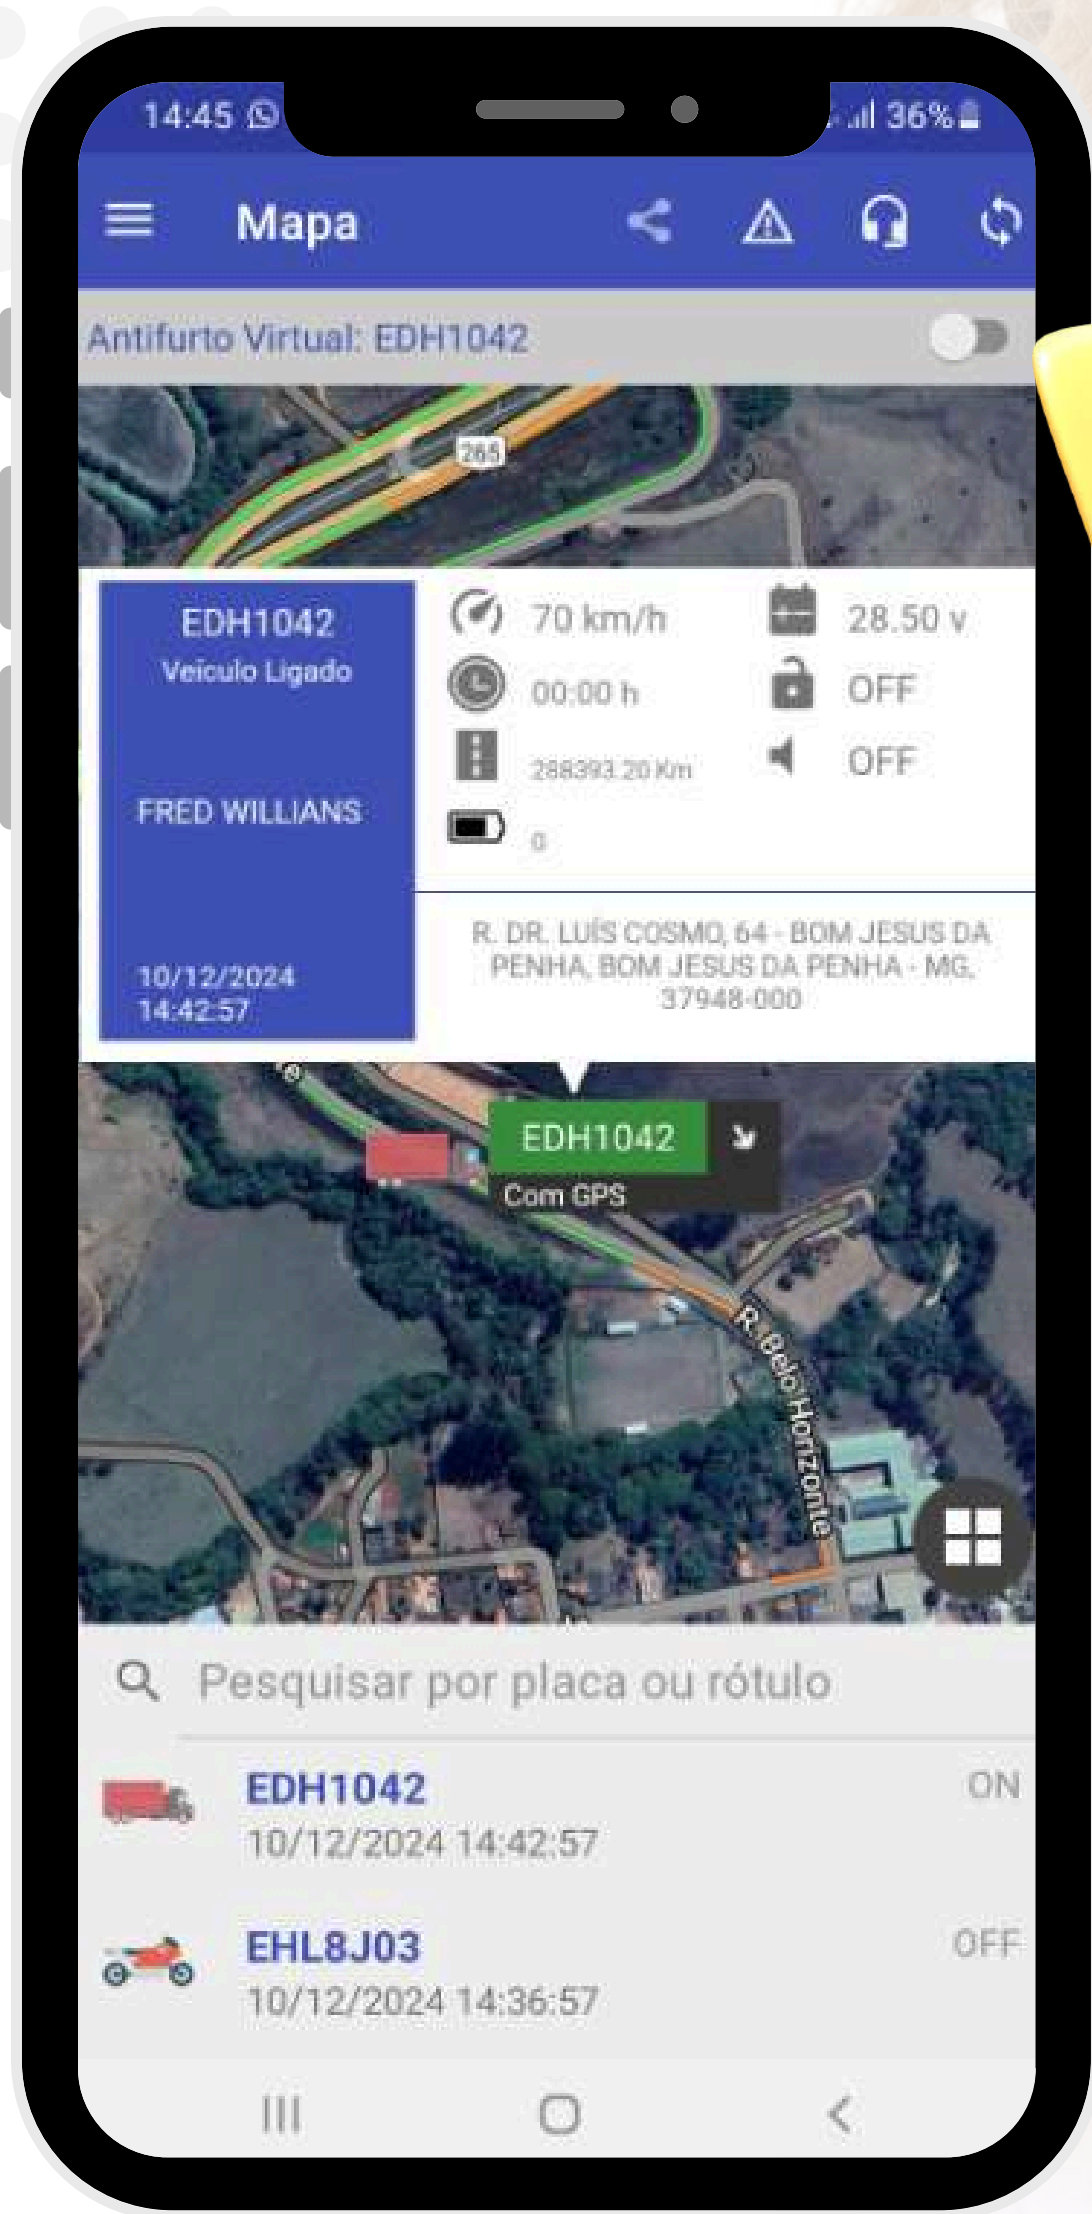 14:45
36%
Mapa
Antifurto Virtual: EDH1042
265
EDH1042
Veículo Ligado
FRED WILLIANS
10/12/2024
14:42:57
70 km/h
28.50 v
00:00 h
OFF
288393.20 Km
OFF
0
R. DR. LUÍS COSMO, 64 - BOM JESUS DA
PENHA, BOM JESUS DA PENHA - MG,
37948-000
EDH1042
Com GPS
R. Belo Horizonte
Pesquisar por placa ou rótulo
EDH1042
ON
10/12/2024 14:42:57
EHL8J03
OFF
10/12/2024 14:36:57